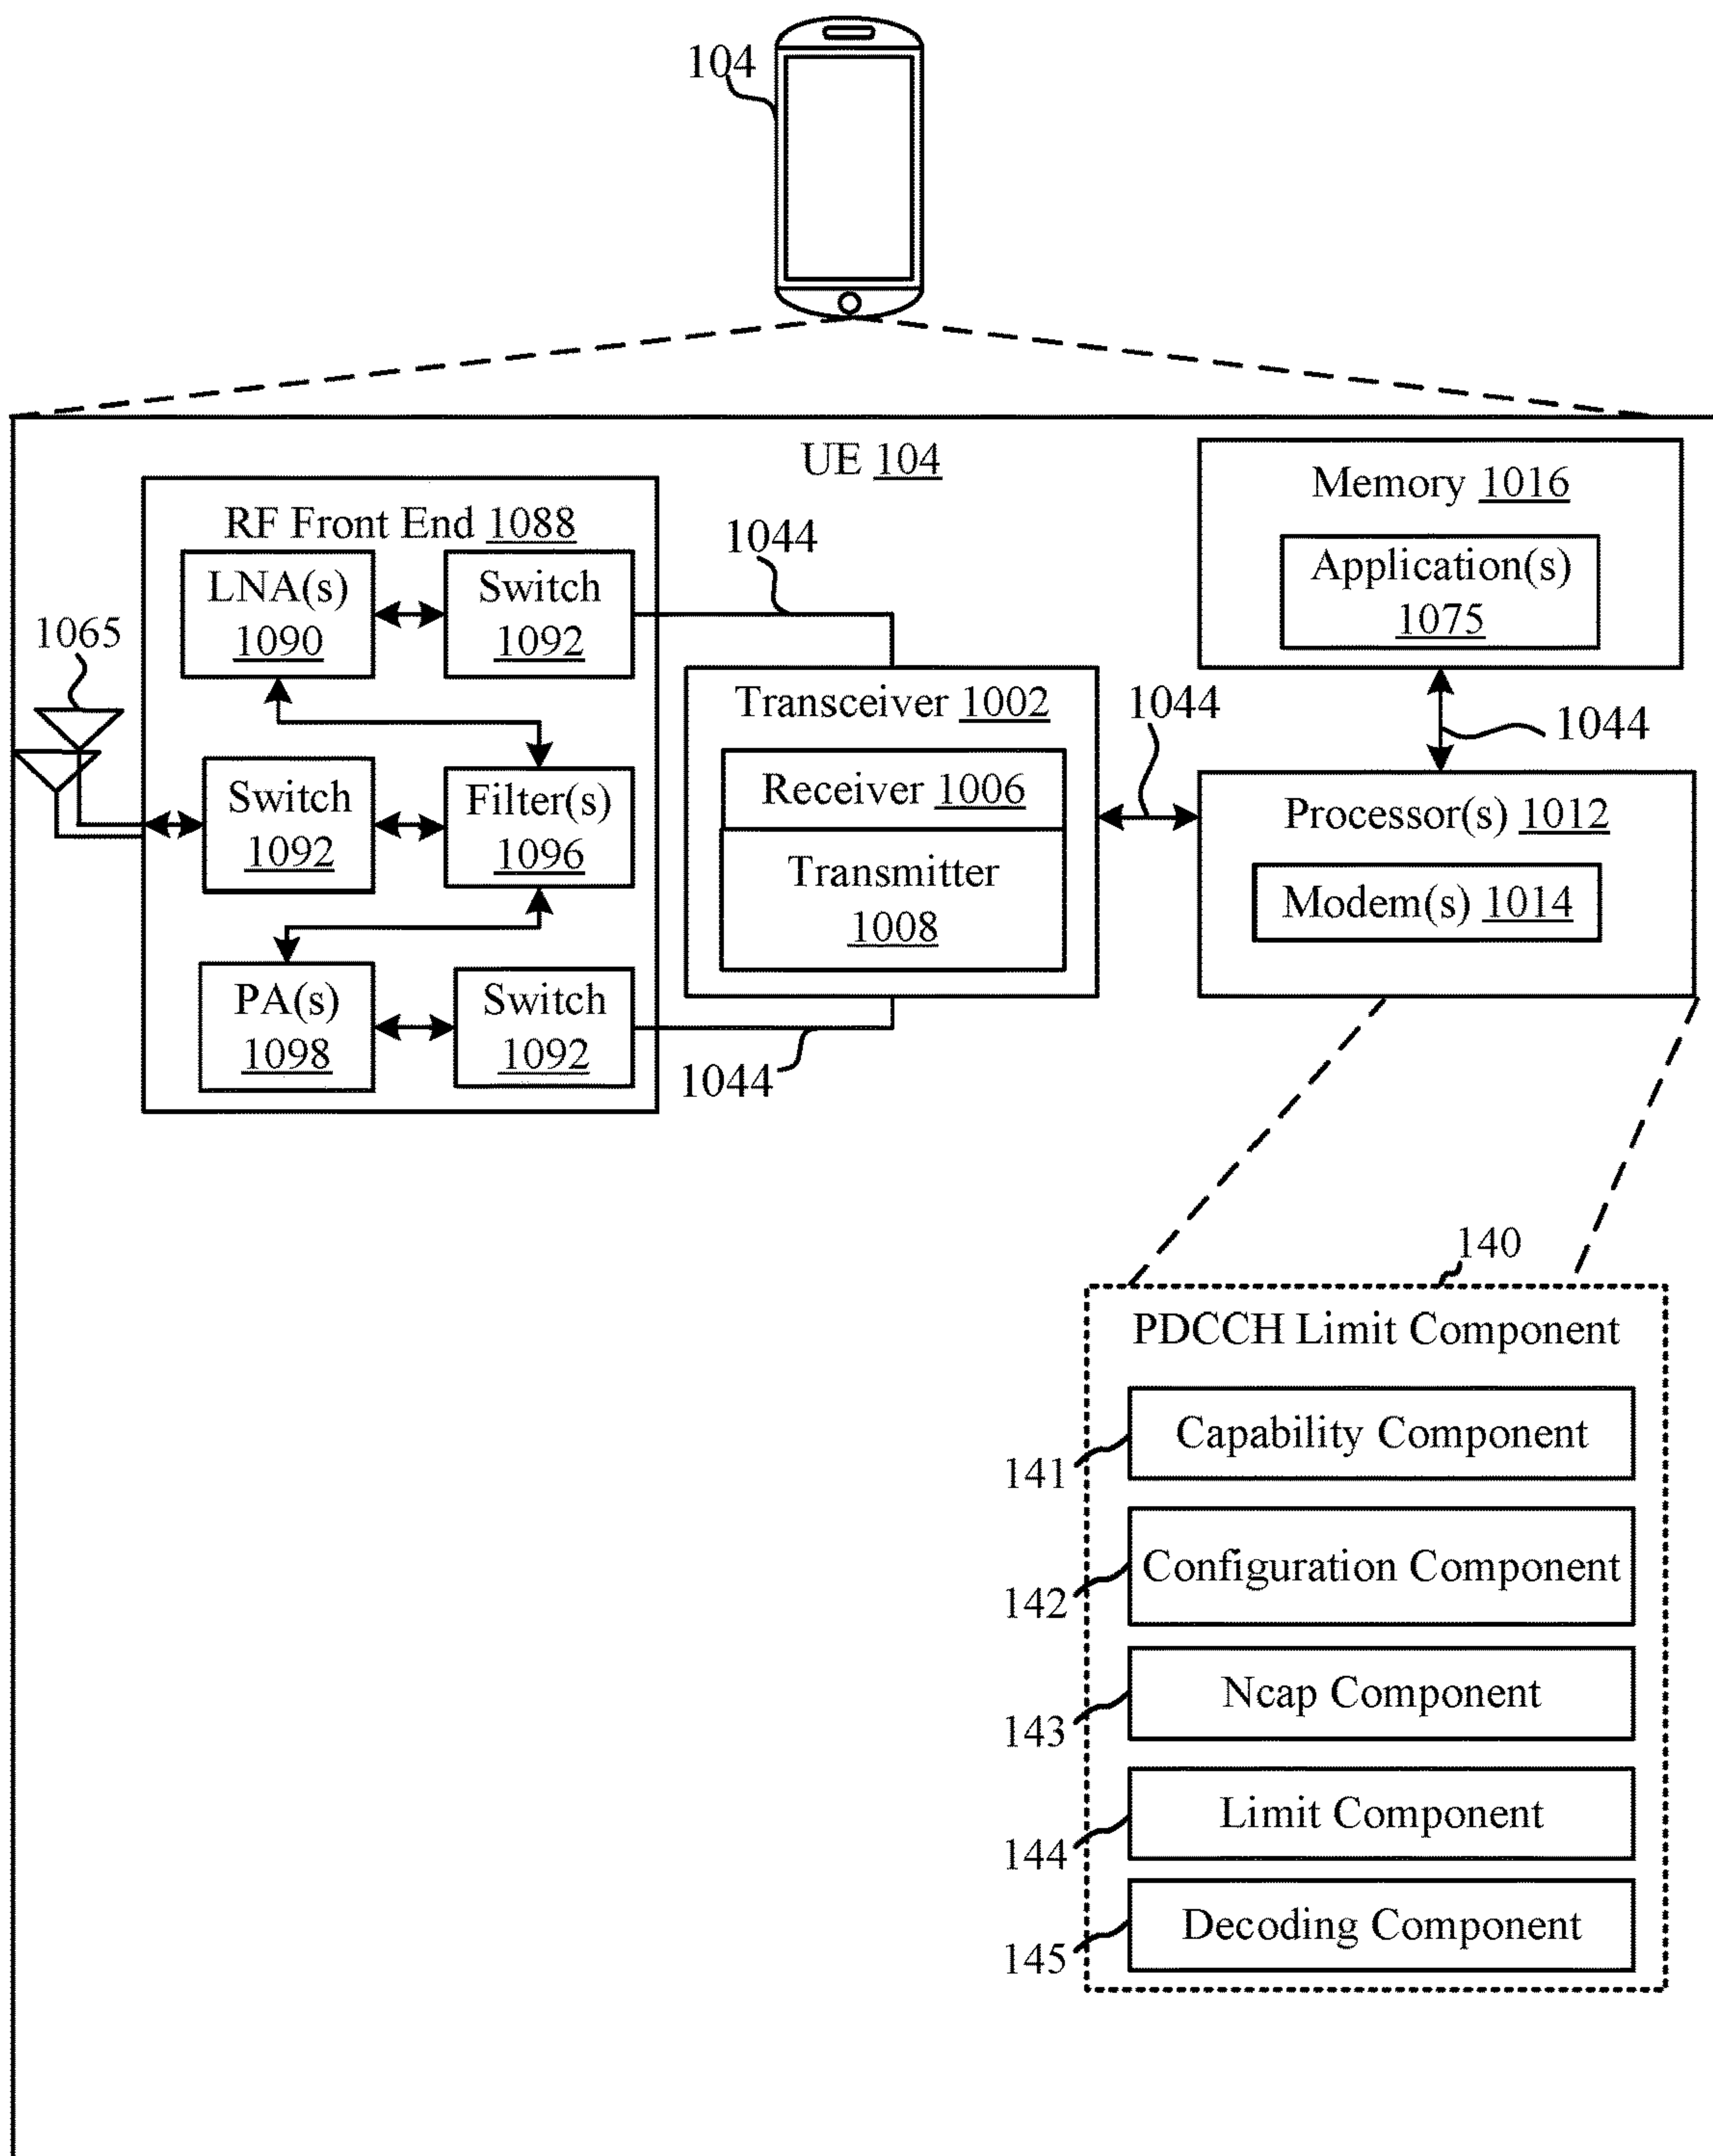 104
UE 104
RF Front End 1088
LNA(s)
1090
Switch
1092
1044
1065
Switch
1092
Filter(s)
1096
PA(s)
1098
Switch
1092
1044
Transceiver 1002
Receiver 1006
Transmitter
1008
1044
Memory 1016
Application(s)
1075
1044
Processor(s) 1012
Modem(s) 1014
140
PDCCH Limit Component
Capability Component
141
Configuration Component
142
Ncap Component
143
Limit Component
144
Decoding Component
145